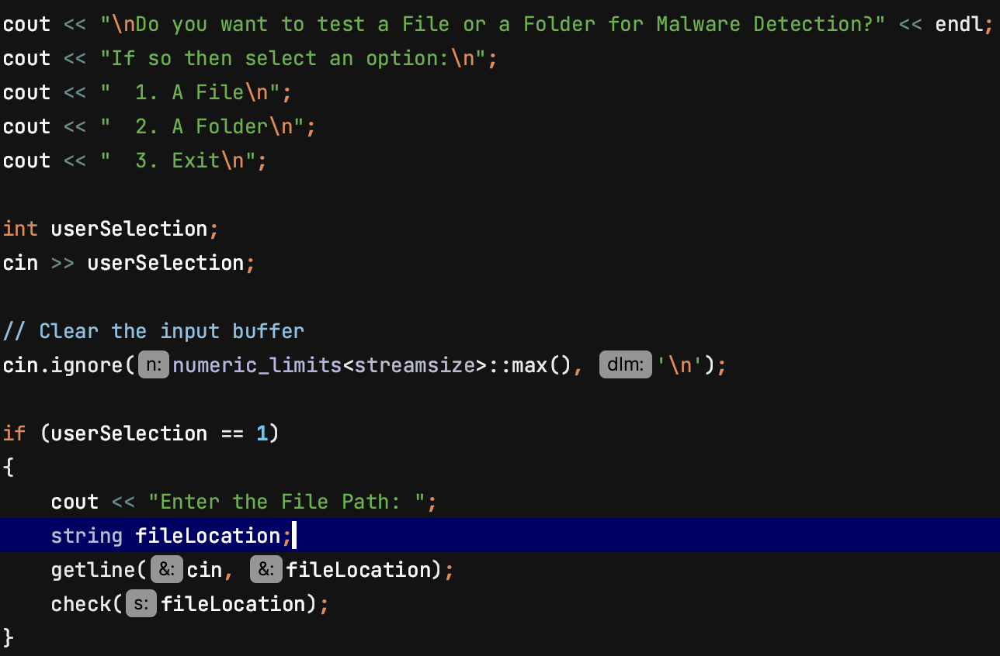 cout << "\nDo you want to test a File or a Folder for Malware Detection?" << endl;
cout << "If so then select an option:\n";
cout << "  1. A File\n";
cout << "  2. A Folder\n";
cout << "  3. Exit\n";

int userSelection;
cin >> userSelection;

// Clear the input buffer
cin.ignore( n: numeric_limits<streamsize>::max(), dlm: '\n');

if (userSelection == 1)
{
    cout << "Enter the File Path: ";
    string fileLocation;
    getline( &: cin, &: fileLocation);
    check( s: fileLocation);
}